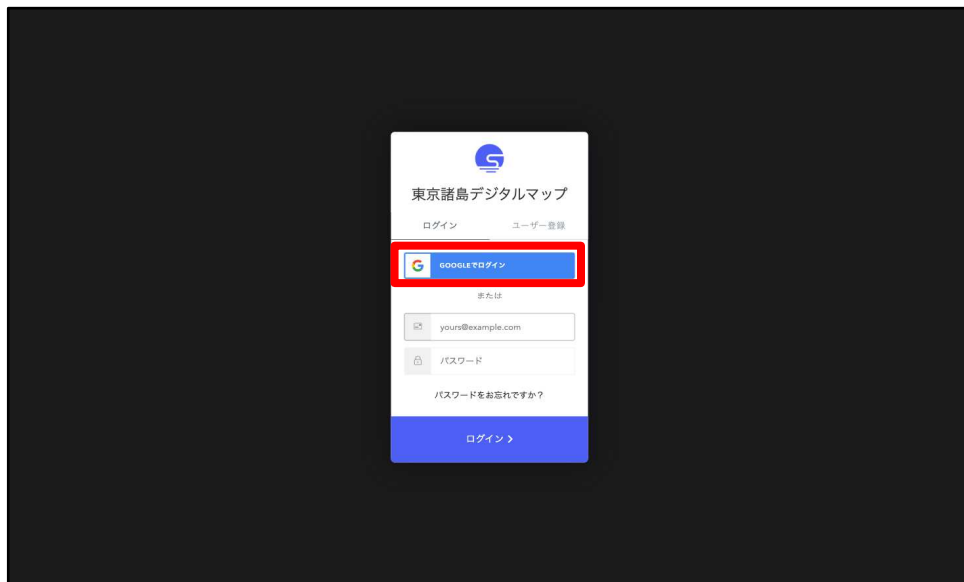 東京諸島デジタルマップ
ログイン ユーザー登録
GOOGLEでログイン
または
yours@example.com
パスワード
パスワードをお忘れですか？
ログイン >